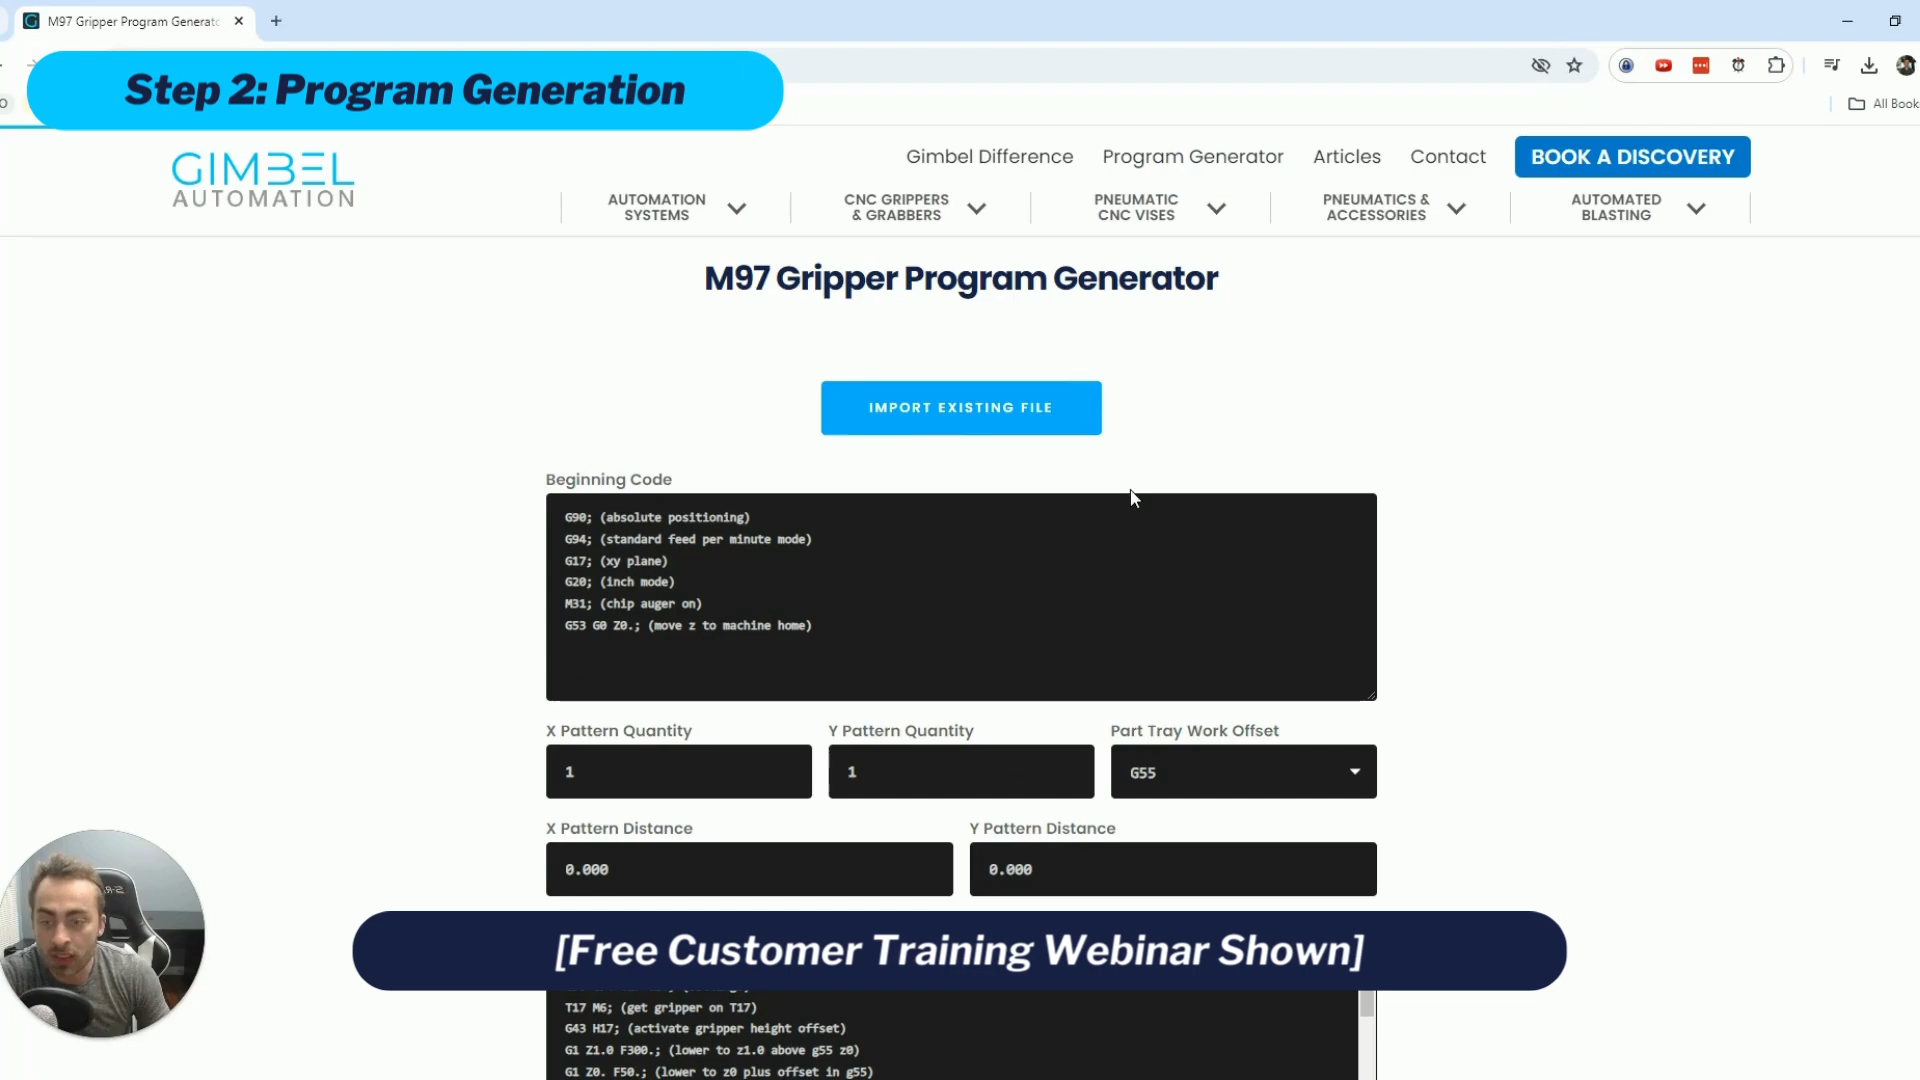 M97 Gripper Program Generato
Step 2: Program Generation
All Book
GIMBEL
AUTOMATION
Gimbel Difference
Program Generator
Articles
Contact
BOOK A DISCOVERY
AUTOMATION
SYSTEMS
CNC GRIPPERS
& GRABBERS
PNEUMATIC
CNC VISES
PNEUMATICS &
ACCESSORIES
AUTOMATED
BLASTING
M97 Gripper Program Generator
IMPORT EXISTING FILE
Beginning Code
G90; (absolute positioning)
G94; (standard feed per minute mode)
G17; (xy plane)
G20; (inch mode)
M31; (chip auger on)
G53 G0 Z0.; (move z to machine home)
X Pattern Quantity
Y Pattern Quantity
Part Tray Work Offset
1
1
G55
X Pattern Distance
Y Pattern Distance
0.000
0.000
[Free Customer Training Webinar Shown]
T17 M6; (get gripper on T17)
G43 H17; (activate gripper height offset)
G1 Z1.0 F300.; (lower to z1.0 above g55 z0)
G1 Z0. F50.; (lower to z0 plus offset in g55)